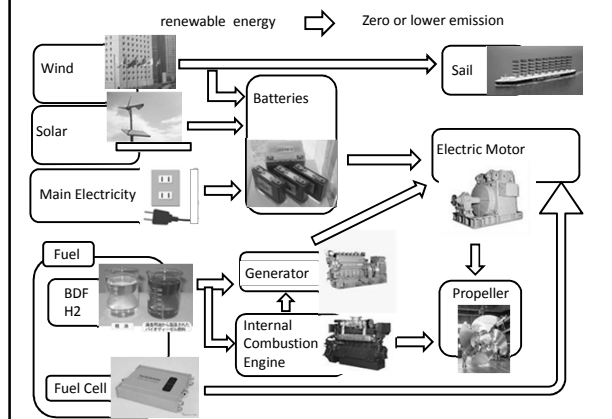 renewable energy
Zero or lower emission
Wind
Sail
Batteries
Solar
Electric Motor
Main Electricity
Fuel
Generator
BDF
H2
Propeller
Internal
Combustion
Engine
Fuel Cell